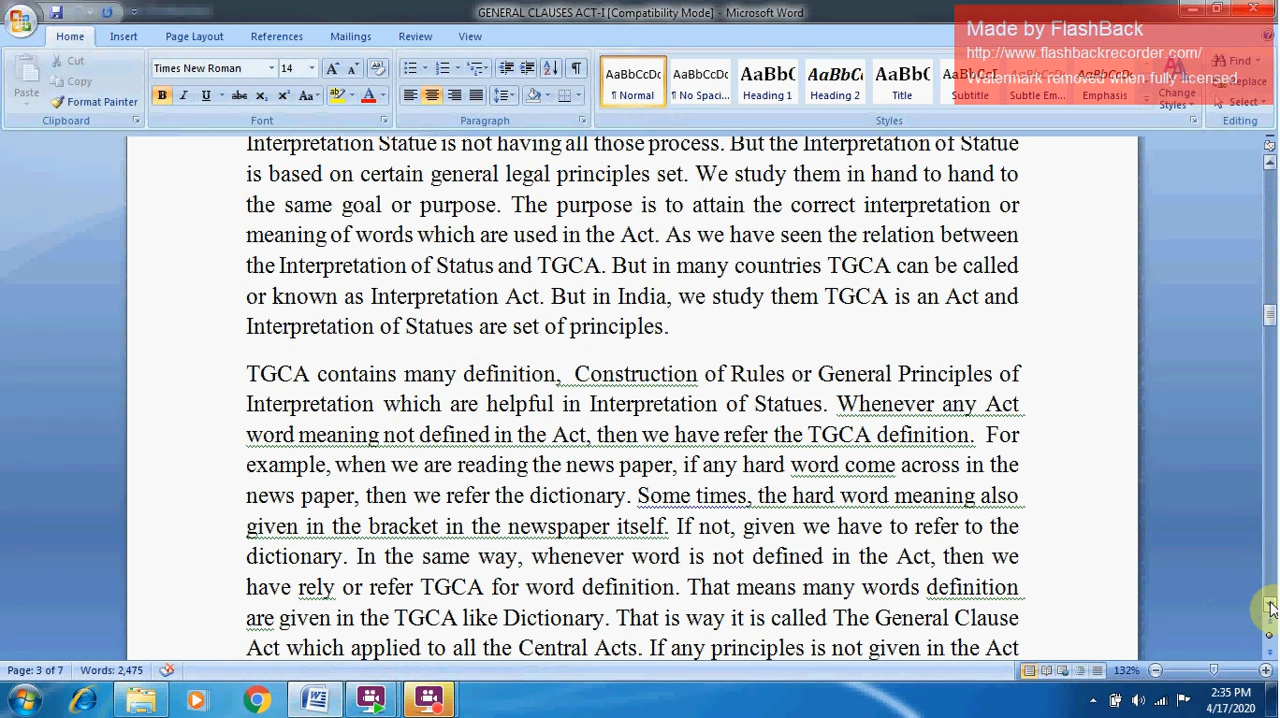 GENERAL CLAUSES ACT-I [Compatibility Mode] - Microsoft Word
Made by FlashBack
http://www.flashbackrecorder.com/
Watermark removed when fully licensed
Home Insert Page Layout References Mailings Review View
Paste
Cut
Copy
Format Painter
Clipboard
Times New Roman 14
Font
Paragraph
AaBbCcDc AaBbCcDc AaBbC AaBbCc AaBbC
¶ Normal ¶ No Spaci... Heading 1 Heading 2 Title Subtitle Subtle Em... Emphasis
Change
Styles
Styles
Find
Replace
Select
Editing
Interpretation Statue is not having all those process. But the Interpretation of Statue
is based on certain general legal principles set. We study them in hand to hand to
the same goal or purpose. The purpose is to attain the correct interpretation or
meaning of words which are used in the Act. As we have seen the relation between
the Interpretation of Status and TGCA. But in many countries TGCA can be called
or known as Interpretation Act. But in India, we study them TGCA is an Act and
Interpretation of Statues are set of principles.
TGCA contains many definition, Construction of Rules or General Principles of
Interpretation which are helpful in Interpretation of Statues. Whenever any Act
word meaning not defined in the Act, then we have refer the TGCA definition. For
example, when we are reading the news paper, if any hard word come across in the
news paper, then we refer the dictionary. Some times, the hard word meaning also
given in the bracket in the newspaper itself. If not, given we have to refer to the
dictionary. In the same way, whenever word is not defined in the Act, then we
have rely or refer TGCA for word definition. That means many words definition
are given in the TGCA like Dictionary. That is way it is called The General Clause
Act which applied to all the Central Acts. If any principles is not given in the Act
Page: 3 of 7 Words: 2,475 132%
2:35 PM
4/17/2020